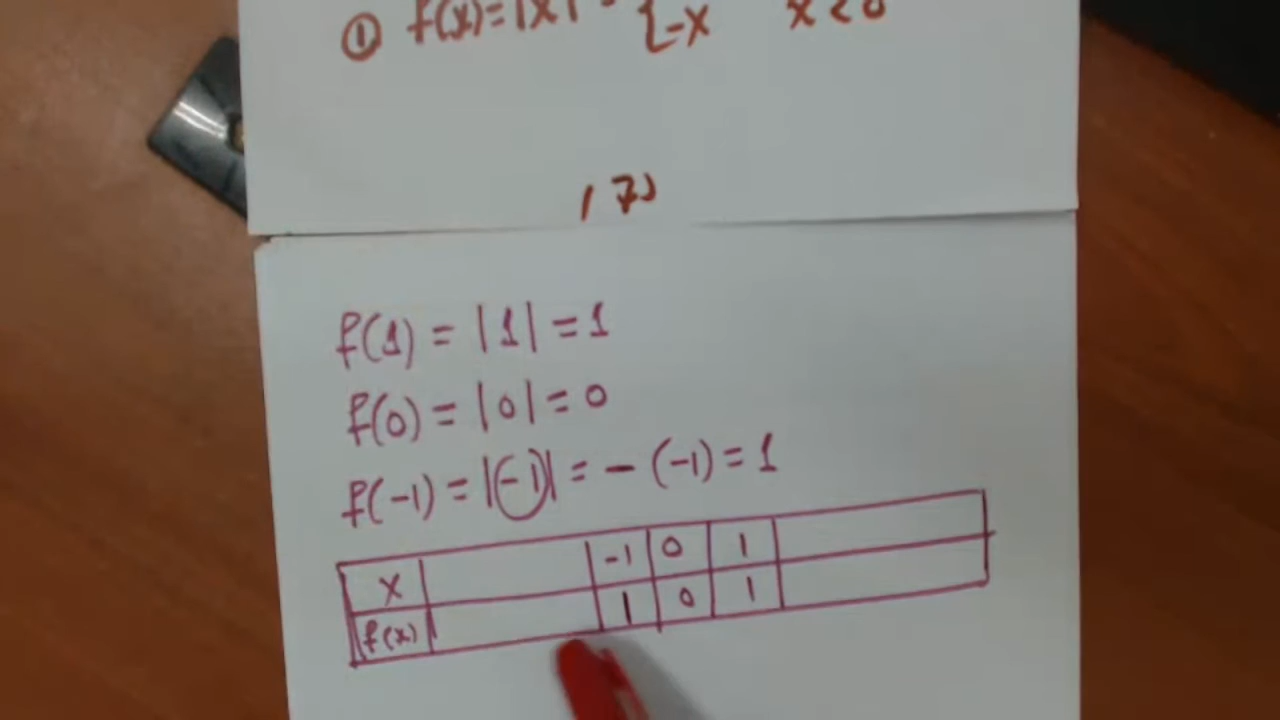 ① f(x)=|x| = {-x x<0
f(1) = |1| = 1
f(0) = |0| = 0
f(-1) = |(-1)| = - (-1) = 1
x -1 0 1
f(x) 1 0 1